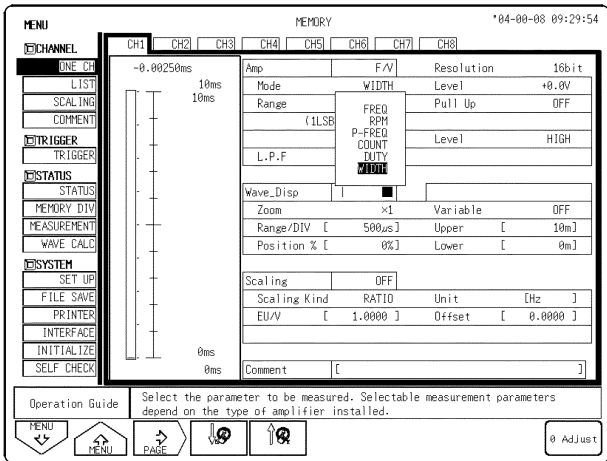 MENU MEMORY '04-00-08 09:29:54
CHANNEL CH1 CH2 CH3 CH4 CH5 CH6 CH7 CH8
ONE CH
LIST
SCALING
COMMENT
TRIGGER
TRIGGER
STATUS
STATUS
MEMORY DIV
MEASUREMENT
WAVE CALC
SYSTEM
SET UP
FILE SAVE
PRINTER
INTERFACE
INITIALIZE
SELF CHECK
-0.00250ms
10ms
10ms
0ms
0ms
Amp F/V Resolution 16bit
Mode WIDTH Level +0.0V
Range Pull Up OFF
(1LSB
Level HIGH
L.P.F
FREQ
RPM
P-FREQ
COUNT
DUTY
WIDTH
Wave_Disp
Zoom ×1 Variable OFF
Range/DIV [ 500µs] Upper [ 10m]
Position % [ 0%] Lower [ 0m]
Scaling OFF
Scaling Kind RATIO Unit [Hz ]
EU/V [ 1.0000 ] Offset [ 0.0000 ]
Comment [ ]
Operation Guide
Select the parameter to be measured. Selectable measurement parameters
depend on the type of amplifier installed.
MENU
MENU
PAGE
0 Adjust